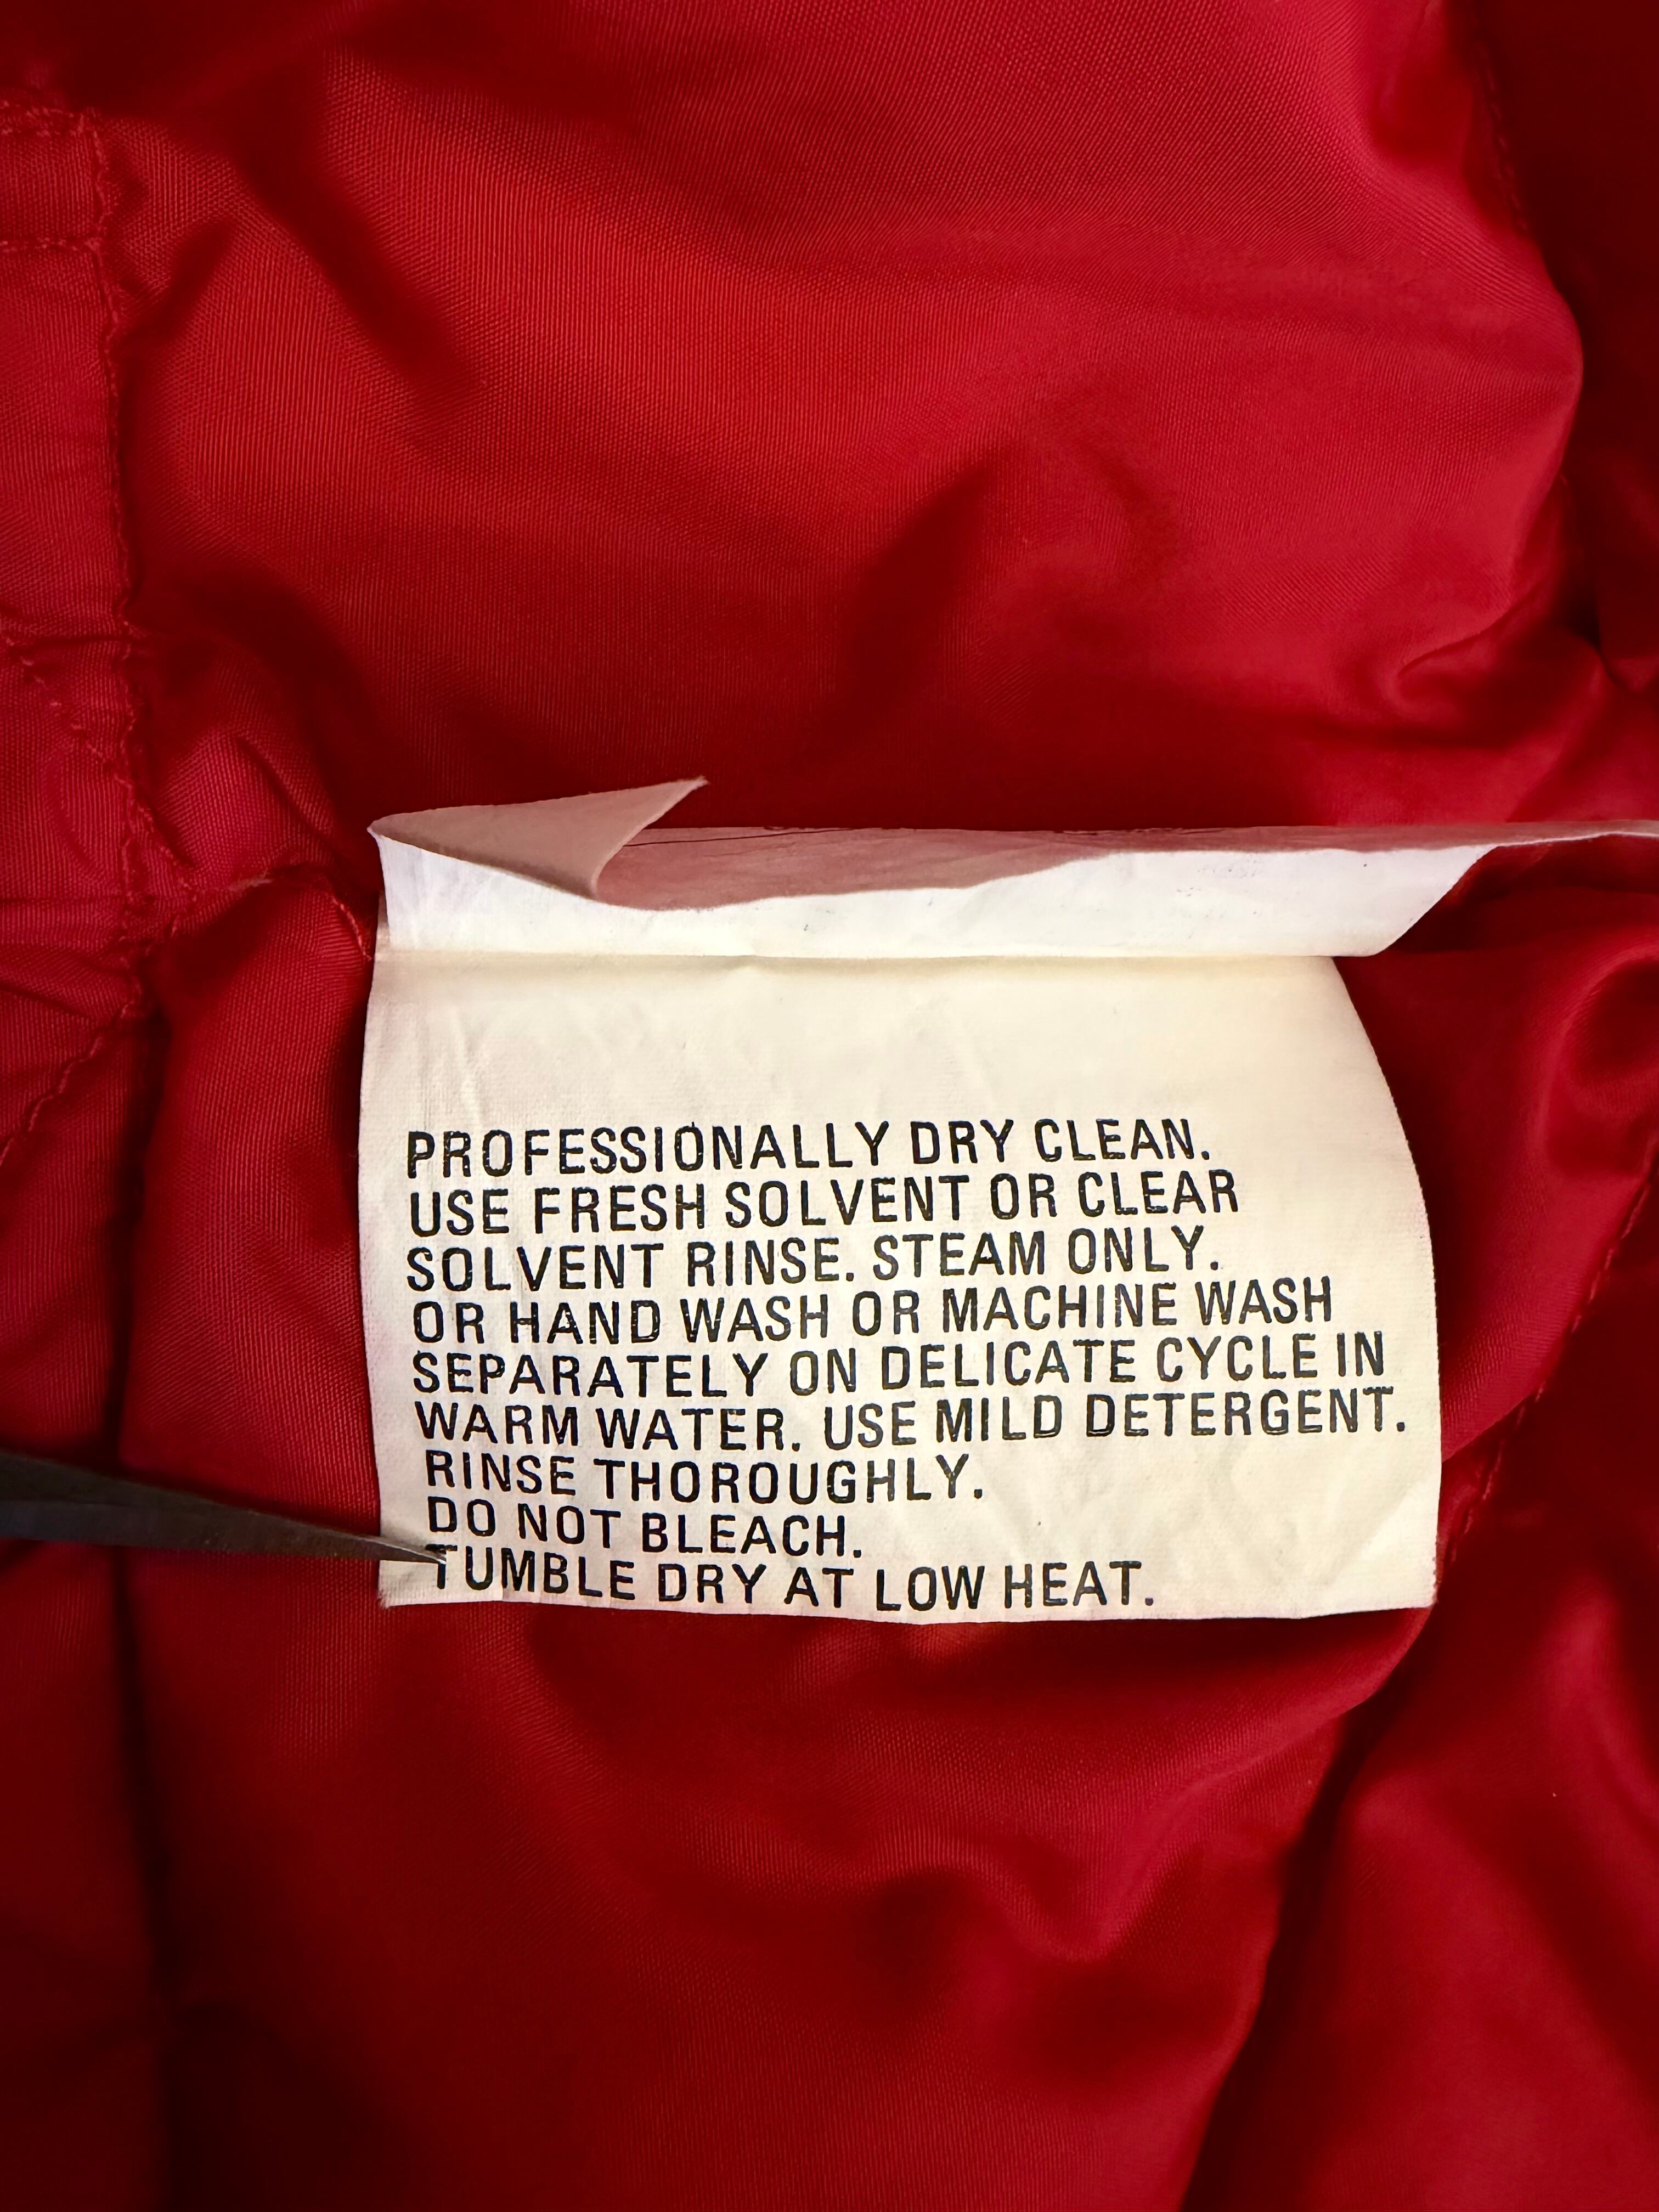 PROFESSIONALLY DRY CLEAN.
USE FRESH SOLVENT OR CLEAR
SOLVENT RINSE. STEAM ONLY.
OR HAND WASH OR MACHINE WASH
SEPARATELY ON DELICATE CYCLE IN
WARM WATER. USE MILD DETERGENT.
RINSE THOROUGHLY.
DO NOT BLEACH.
TUMBLE DRY AT LOW HEAT.